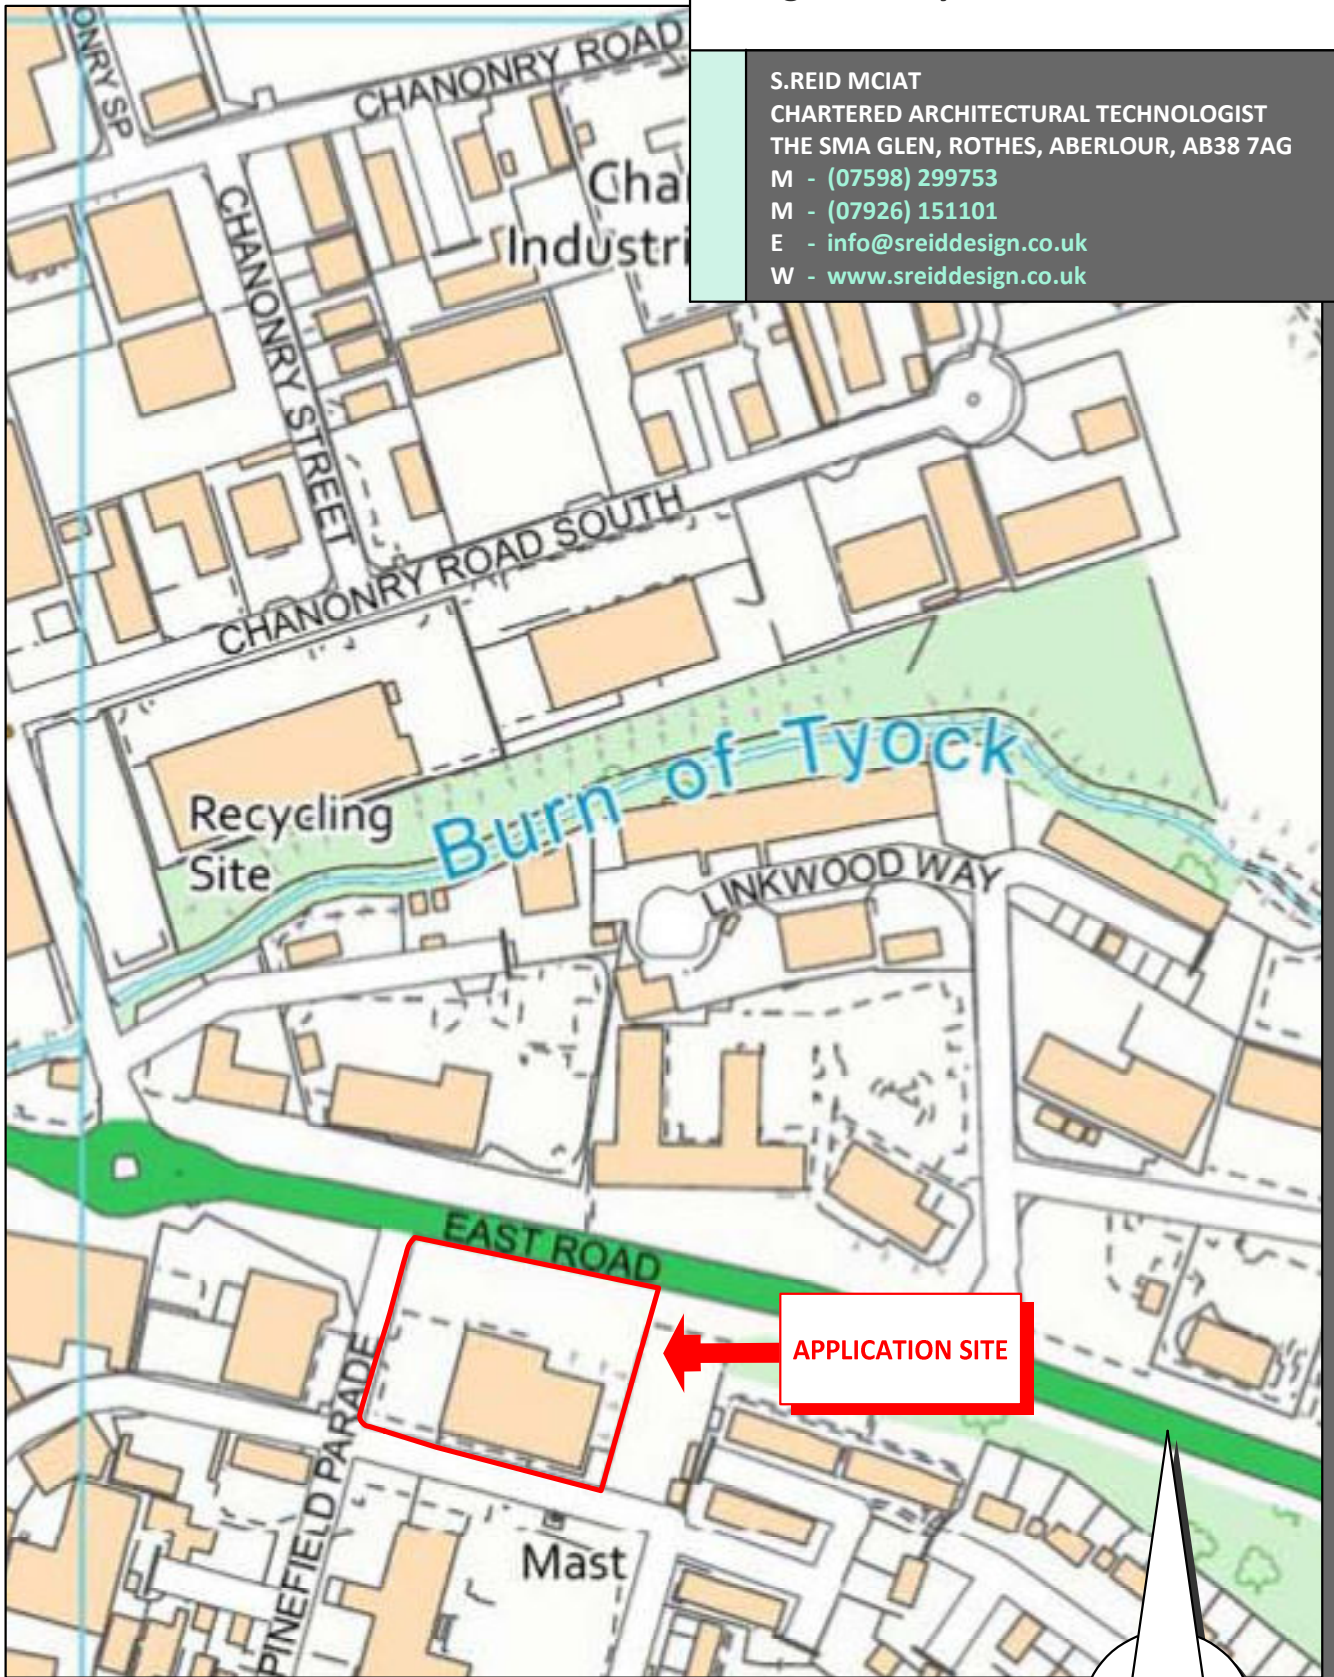 S.REID MCIAT
CHARTERED ARCHITECTURAL TECHNOLOGIST
THE SMA GLEN, ROTHES, ABERLOUR, AB38 7AG
M - (07598) 299753
M - (07926) 151101
E - info@sreiddesign.co.uk
W - www.sreiddesign.co.uk
CHANONRY ROAD
CHANONRY STREET
CHANONRY ROAD SOUTH
Recycling
Site
Burn of Tyock
LINKWOOD WAY
EAST ROAD
APPLICATION SITE
PINEFIELD PARADE
Mast